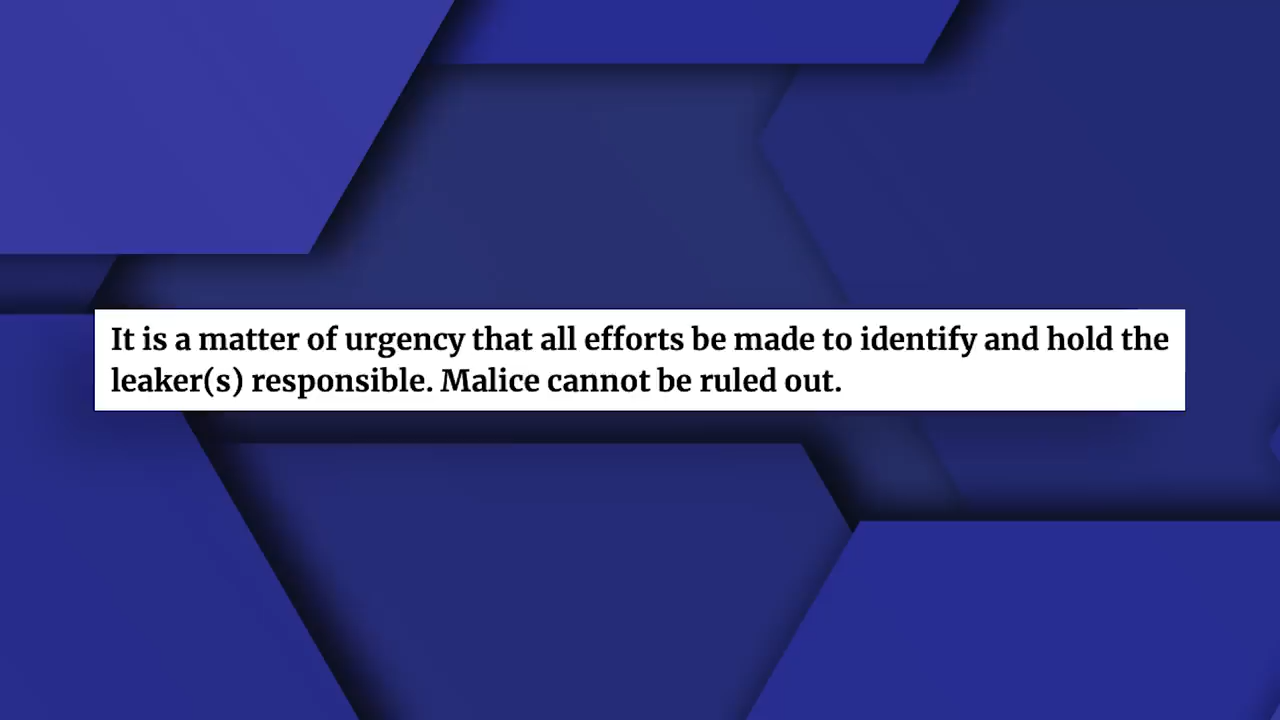 It is a matter of urgency that all efforts be made to identify and hold the
leaker(s) responsible. Malice cannot be ruled out.